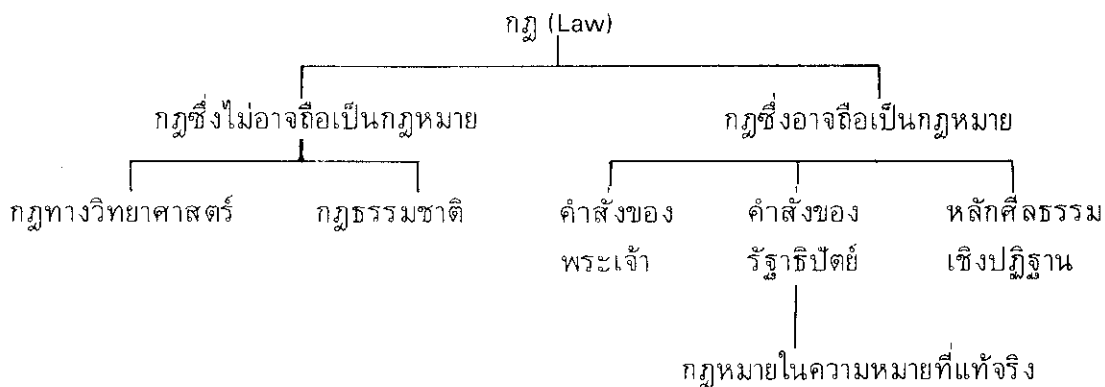 กฎ (Law)
กฎซึ่งไม่อาจถือเป็นกฎหมาย กฎซึ่งอาจถือเป็นกฎหมาย
กฎทางวิทยาศาสตร์ กฎธรรมชาติ คำสั่งของ คำสั่งของ หลักศีลธรรม
พระเจ้า รัฐาธิปัตย์ เชิงปฏิฐาน
กฎหมายในความหมายที่แท้จริง